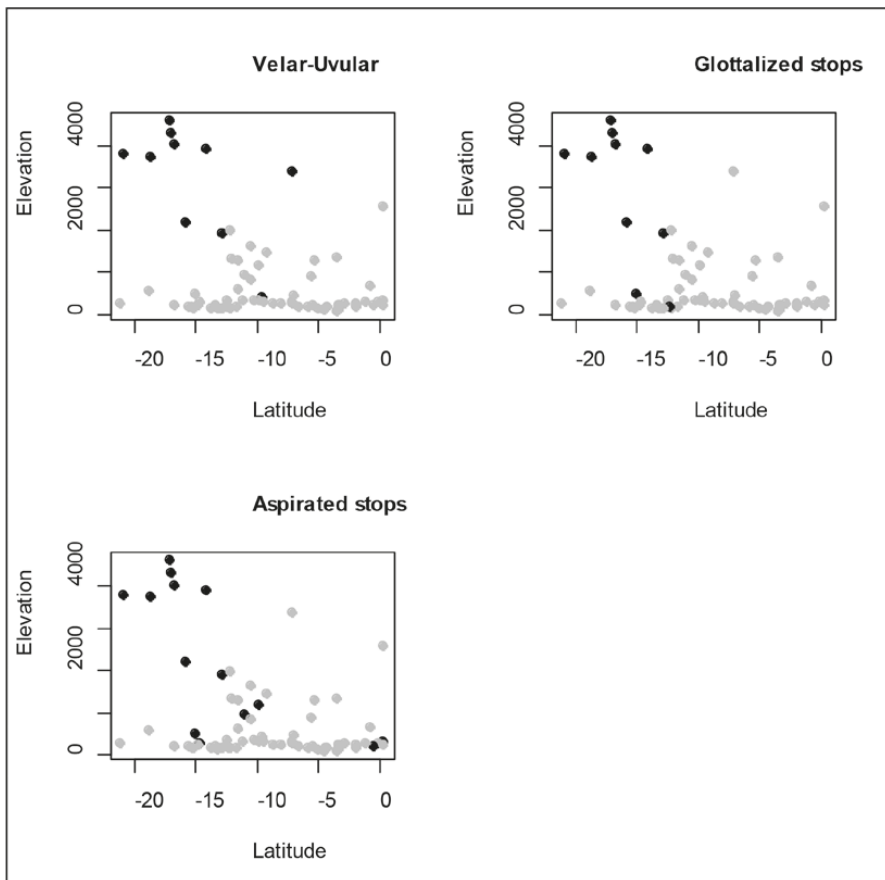 Velar-Uvular
Elevation
0 2000 4000
-20 -15 -10 -5 0
Latitude
Glottalized stops
Elevation
0 2000 4000
-20 -15 -10 -5 0
Latitude
Aspirated stops
Elevation
0 2000 4000
-20 -15 -10 -5 0
Latitude